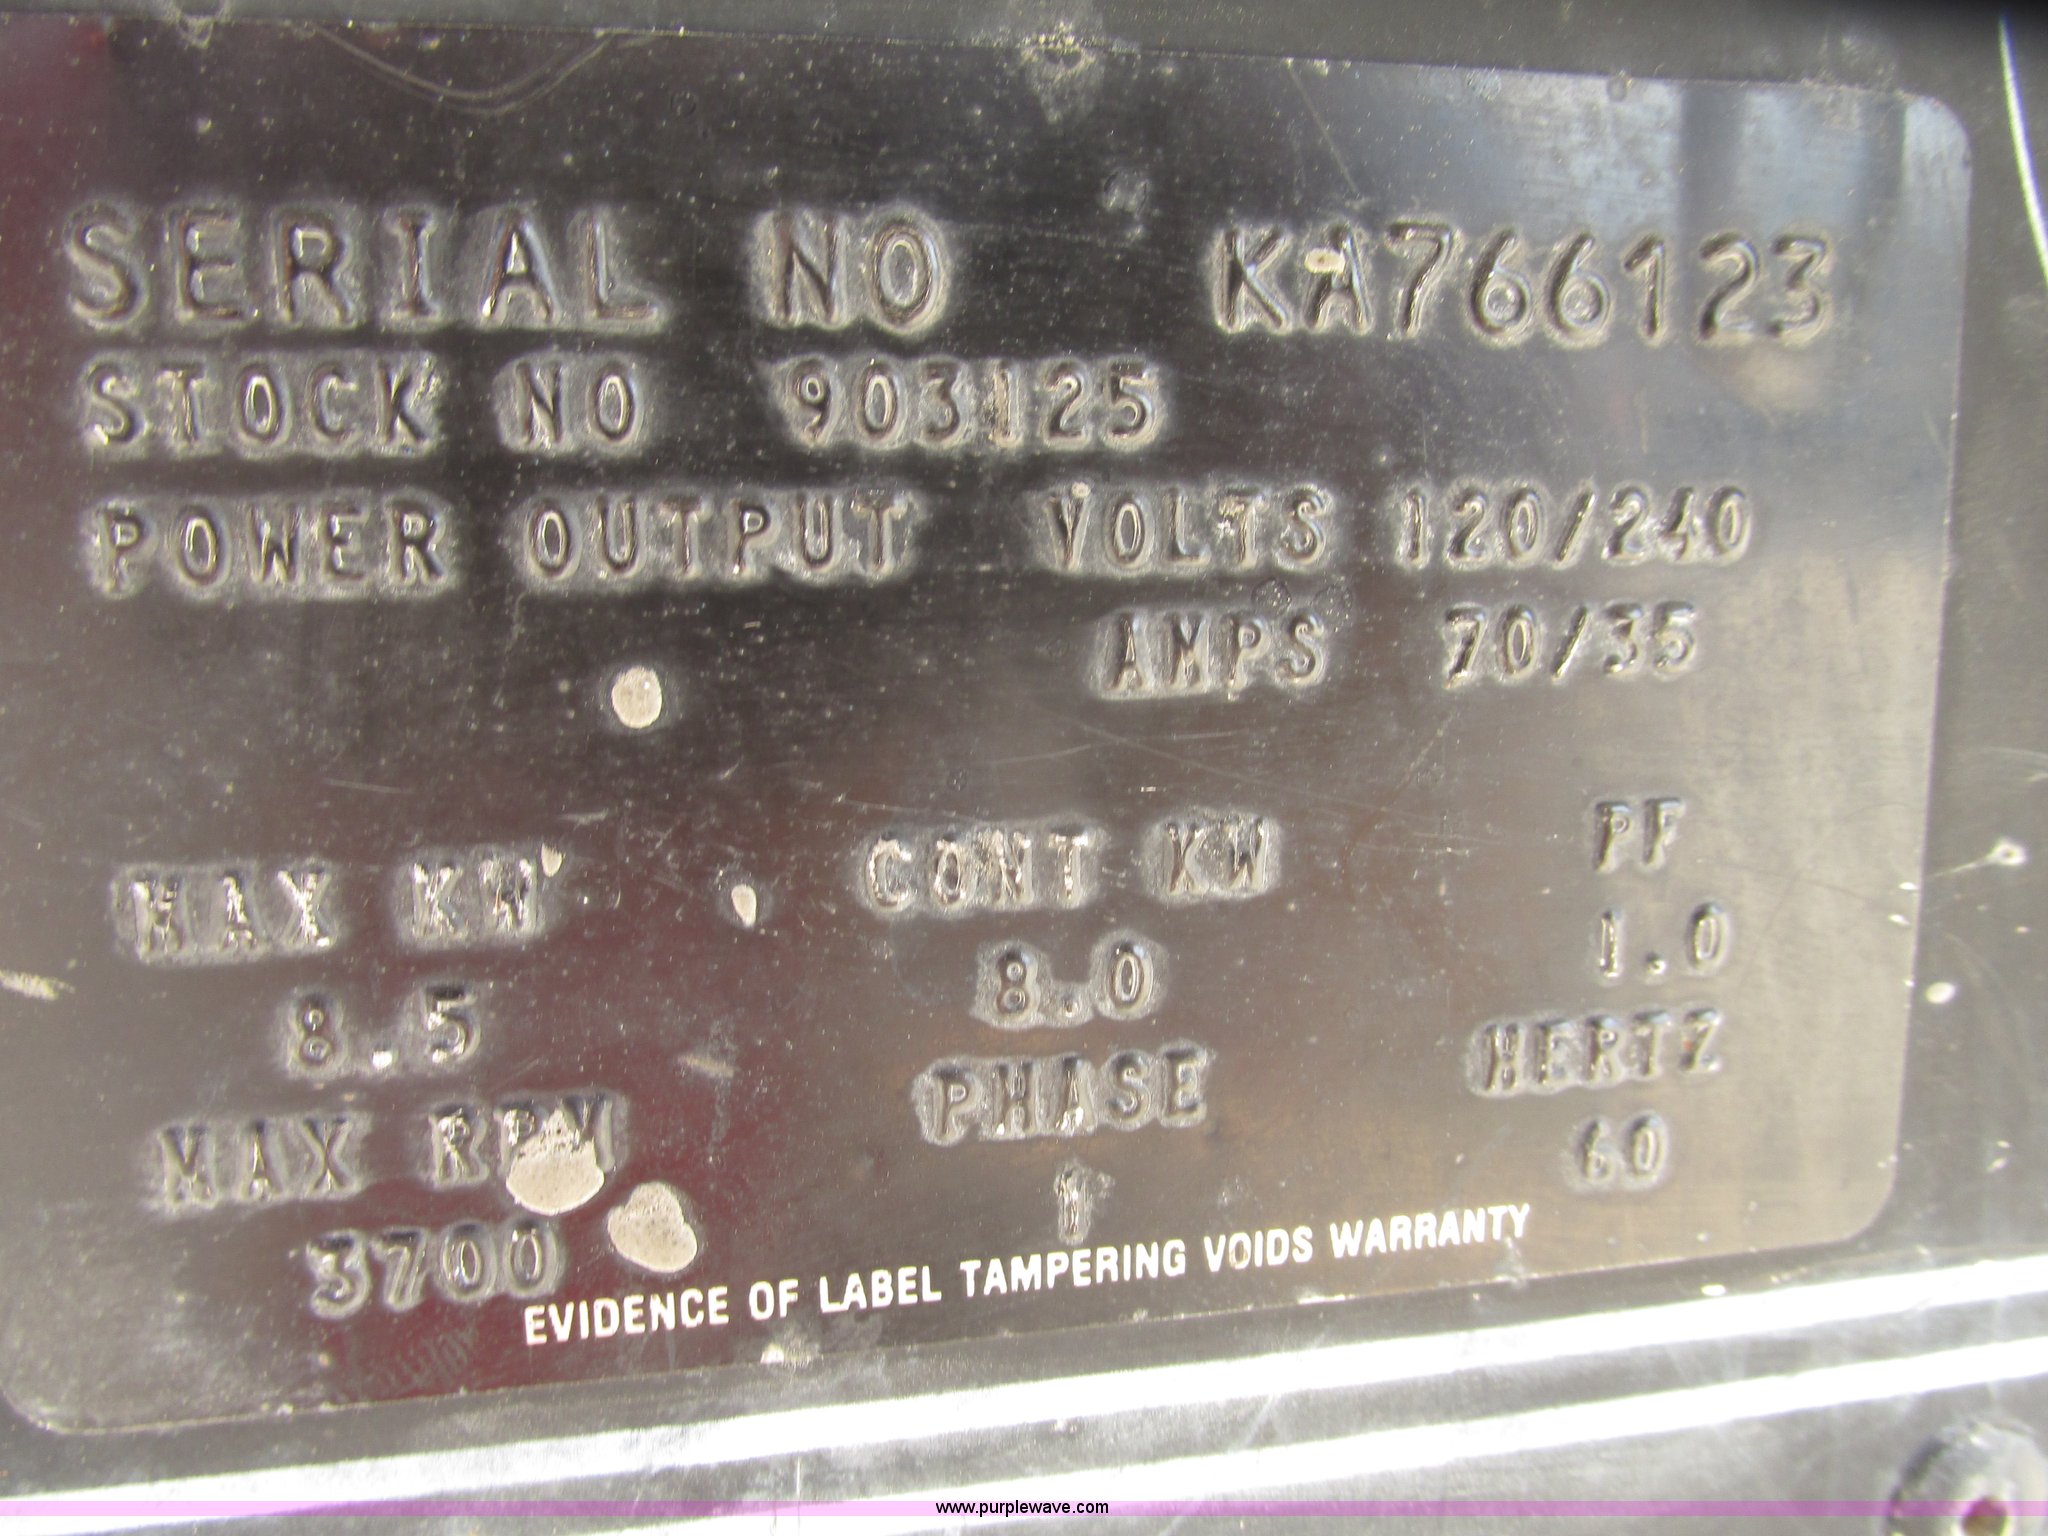 SERIAL NO KA766123
STOCK NO 903125
POWER OUTPUT VOLTS 120/240
AMPS 70/35
MAX KW CONT KW PF
8.5 8.0 1.0
MAX RPM PHASE HERTZ
3700 1 60
EVIDENCE OF LABEL TAMPERING VOIDS WARRANTY
www.purplewave.com